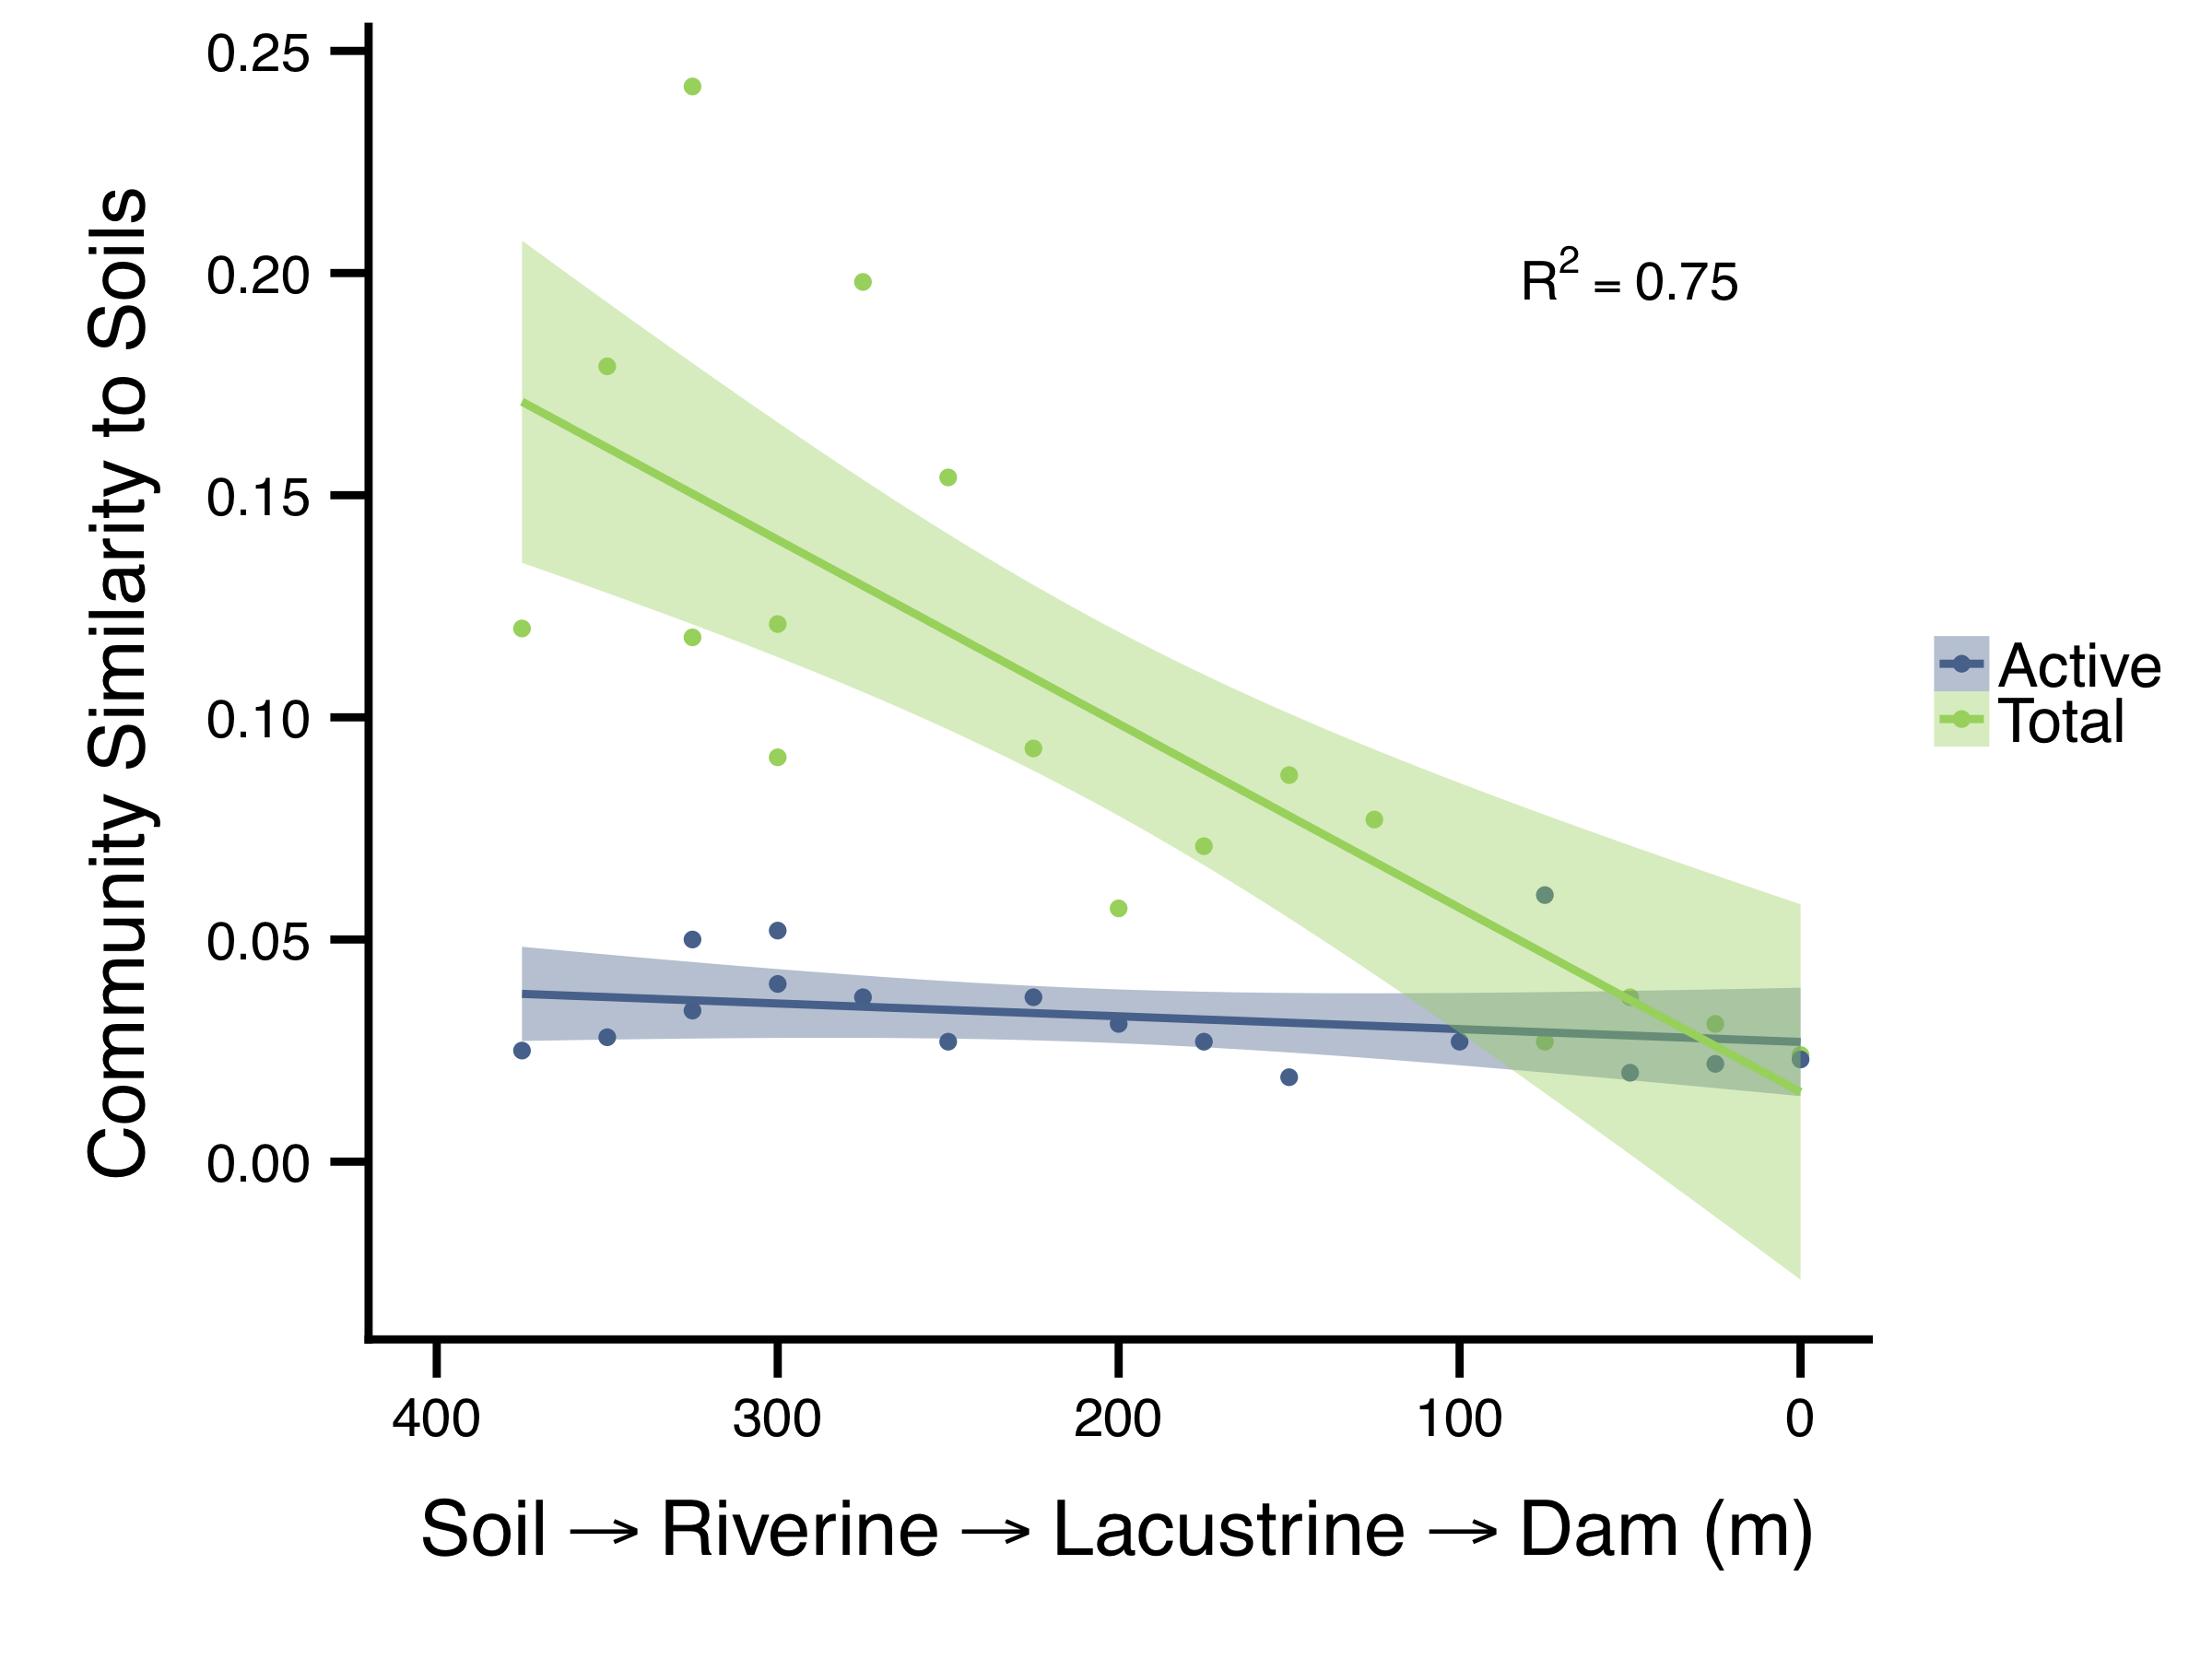 Community Similarity to Soils
0.25
0.20
0.15
0.10
0.05
0.00
R² = 0.75
Active
Total
400 300 200 100 0
Soil → Riverine → Lacustrine → Dam (m)